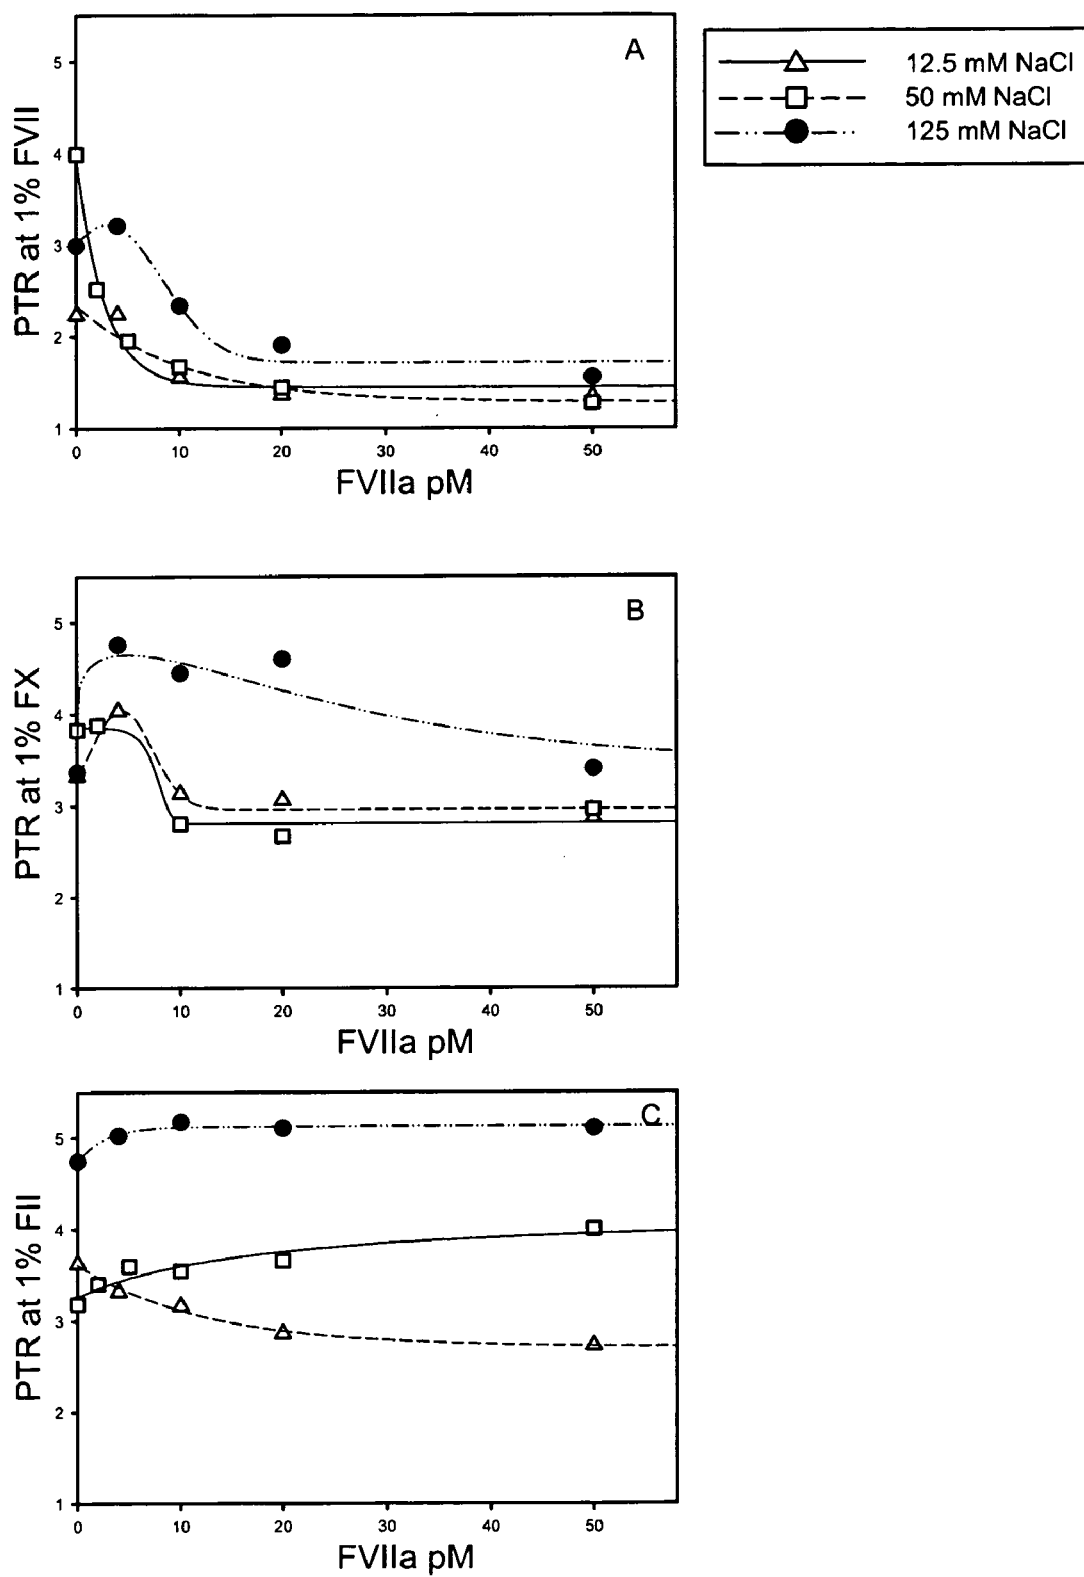 A
12.5 mM NaCl
50 mM NaCl
125 mM NaCl
PTR at 1% FVII
5
4
3
2
1
0 10 20 30 40 50
FVIIa pM
B
PTR at 1% FX
5
4
3
2
1
0 10 20 30 40 50
FVIIa pM
C
PTR at 1% FII
5
4
3
2
1
0 10 20 30 40 50
FVIIa pM